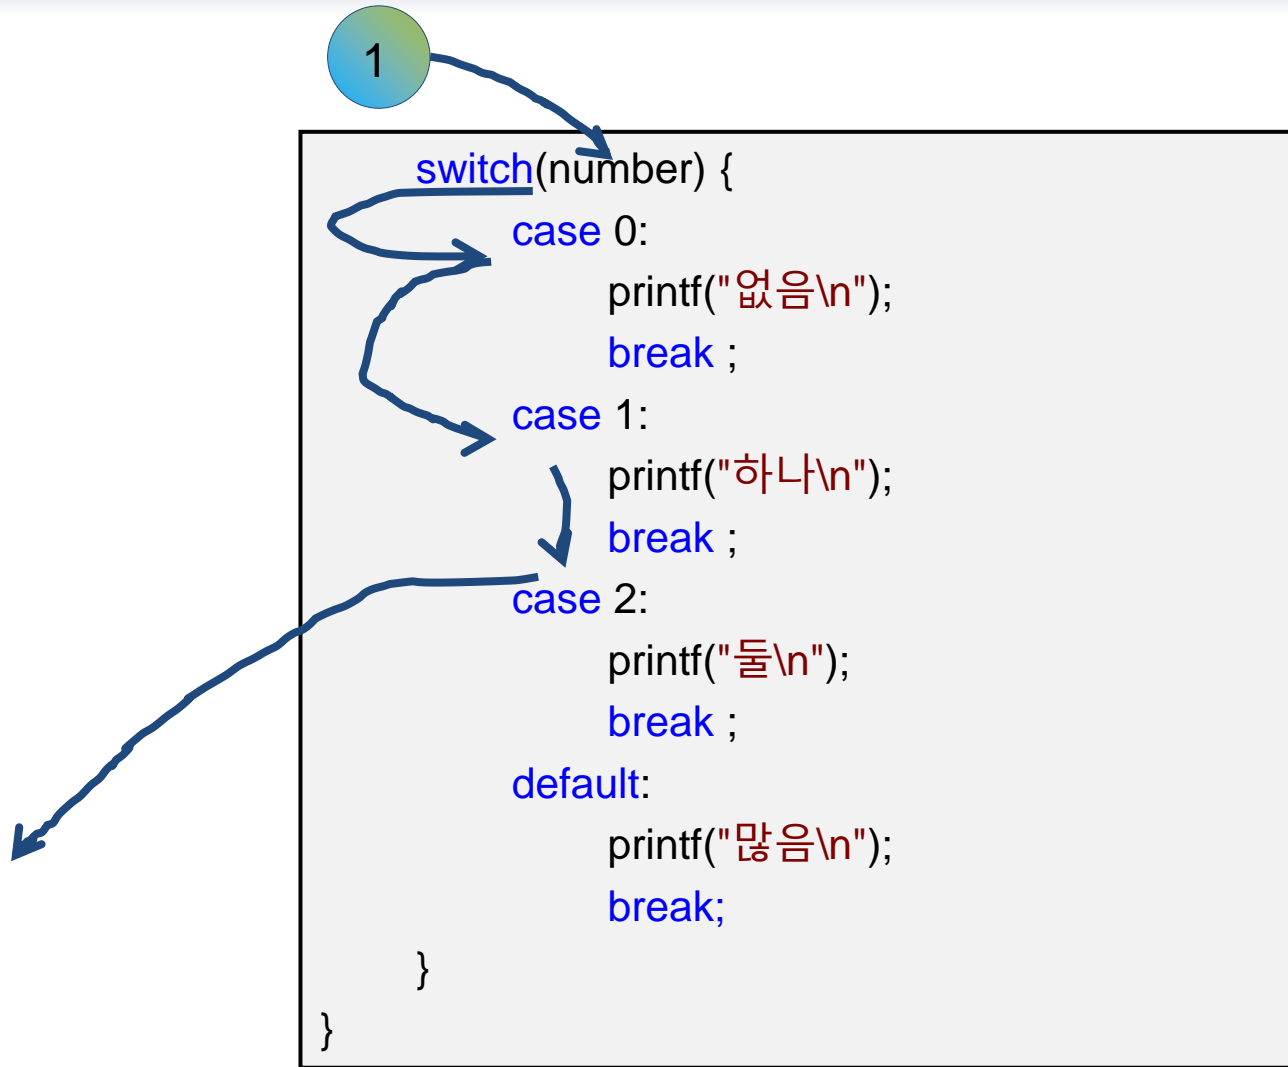 1
switch(number) {
case 0:
printf("없음\n");
break ;
case 1:
printf("하나\n");
break ;
case 2:
printf("둘\n");
break ;
default:
printf("많음\n");
break;
}
}